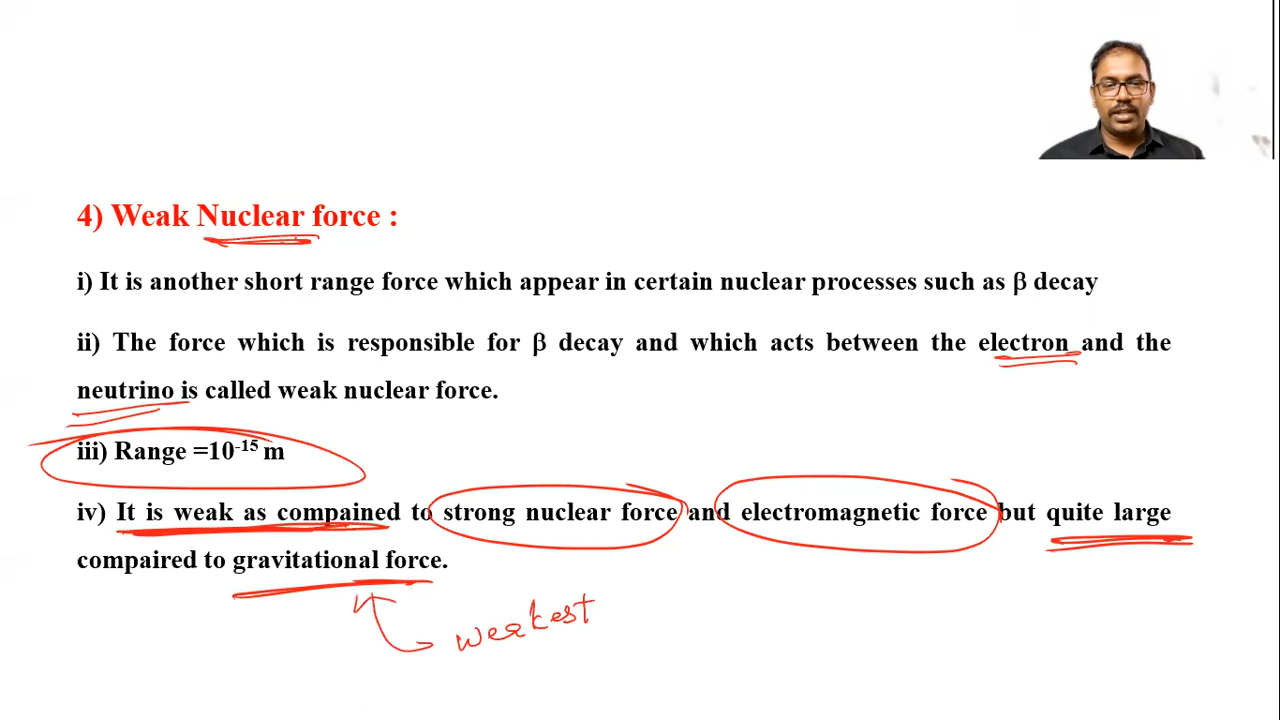 4) Weak Nuclear force :
i) It is another short range force which appear in certain nuclear processes such as β decay
ii) The force which is responsible for β decay and which acts between the electron and the
neutrino is called weak nuclear force.
iii) Range =10⁻¹⁵ m
iv) It is weak as compained to strong nuclear force and electromagnetic force but quite large
compaired to gravitational force.
weakest